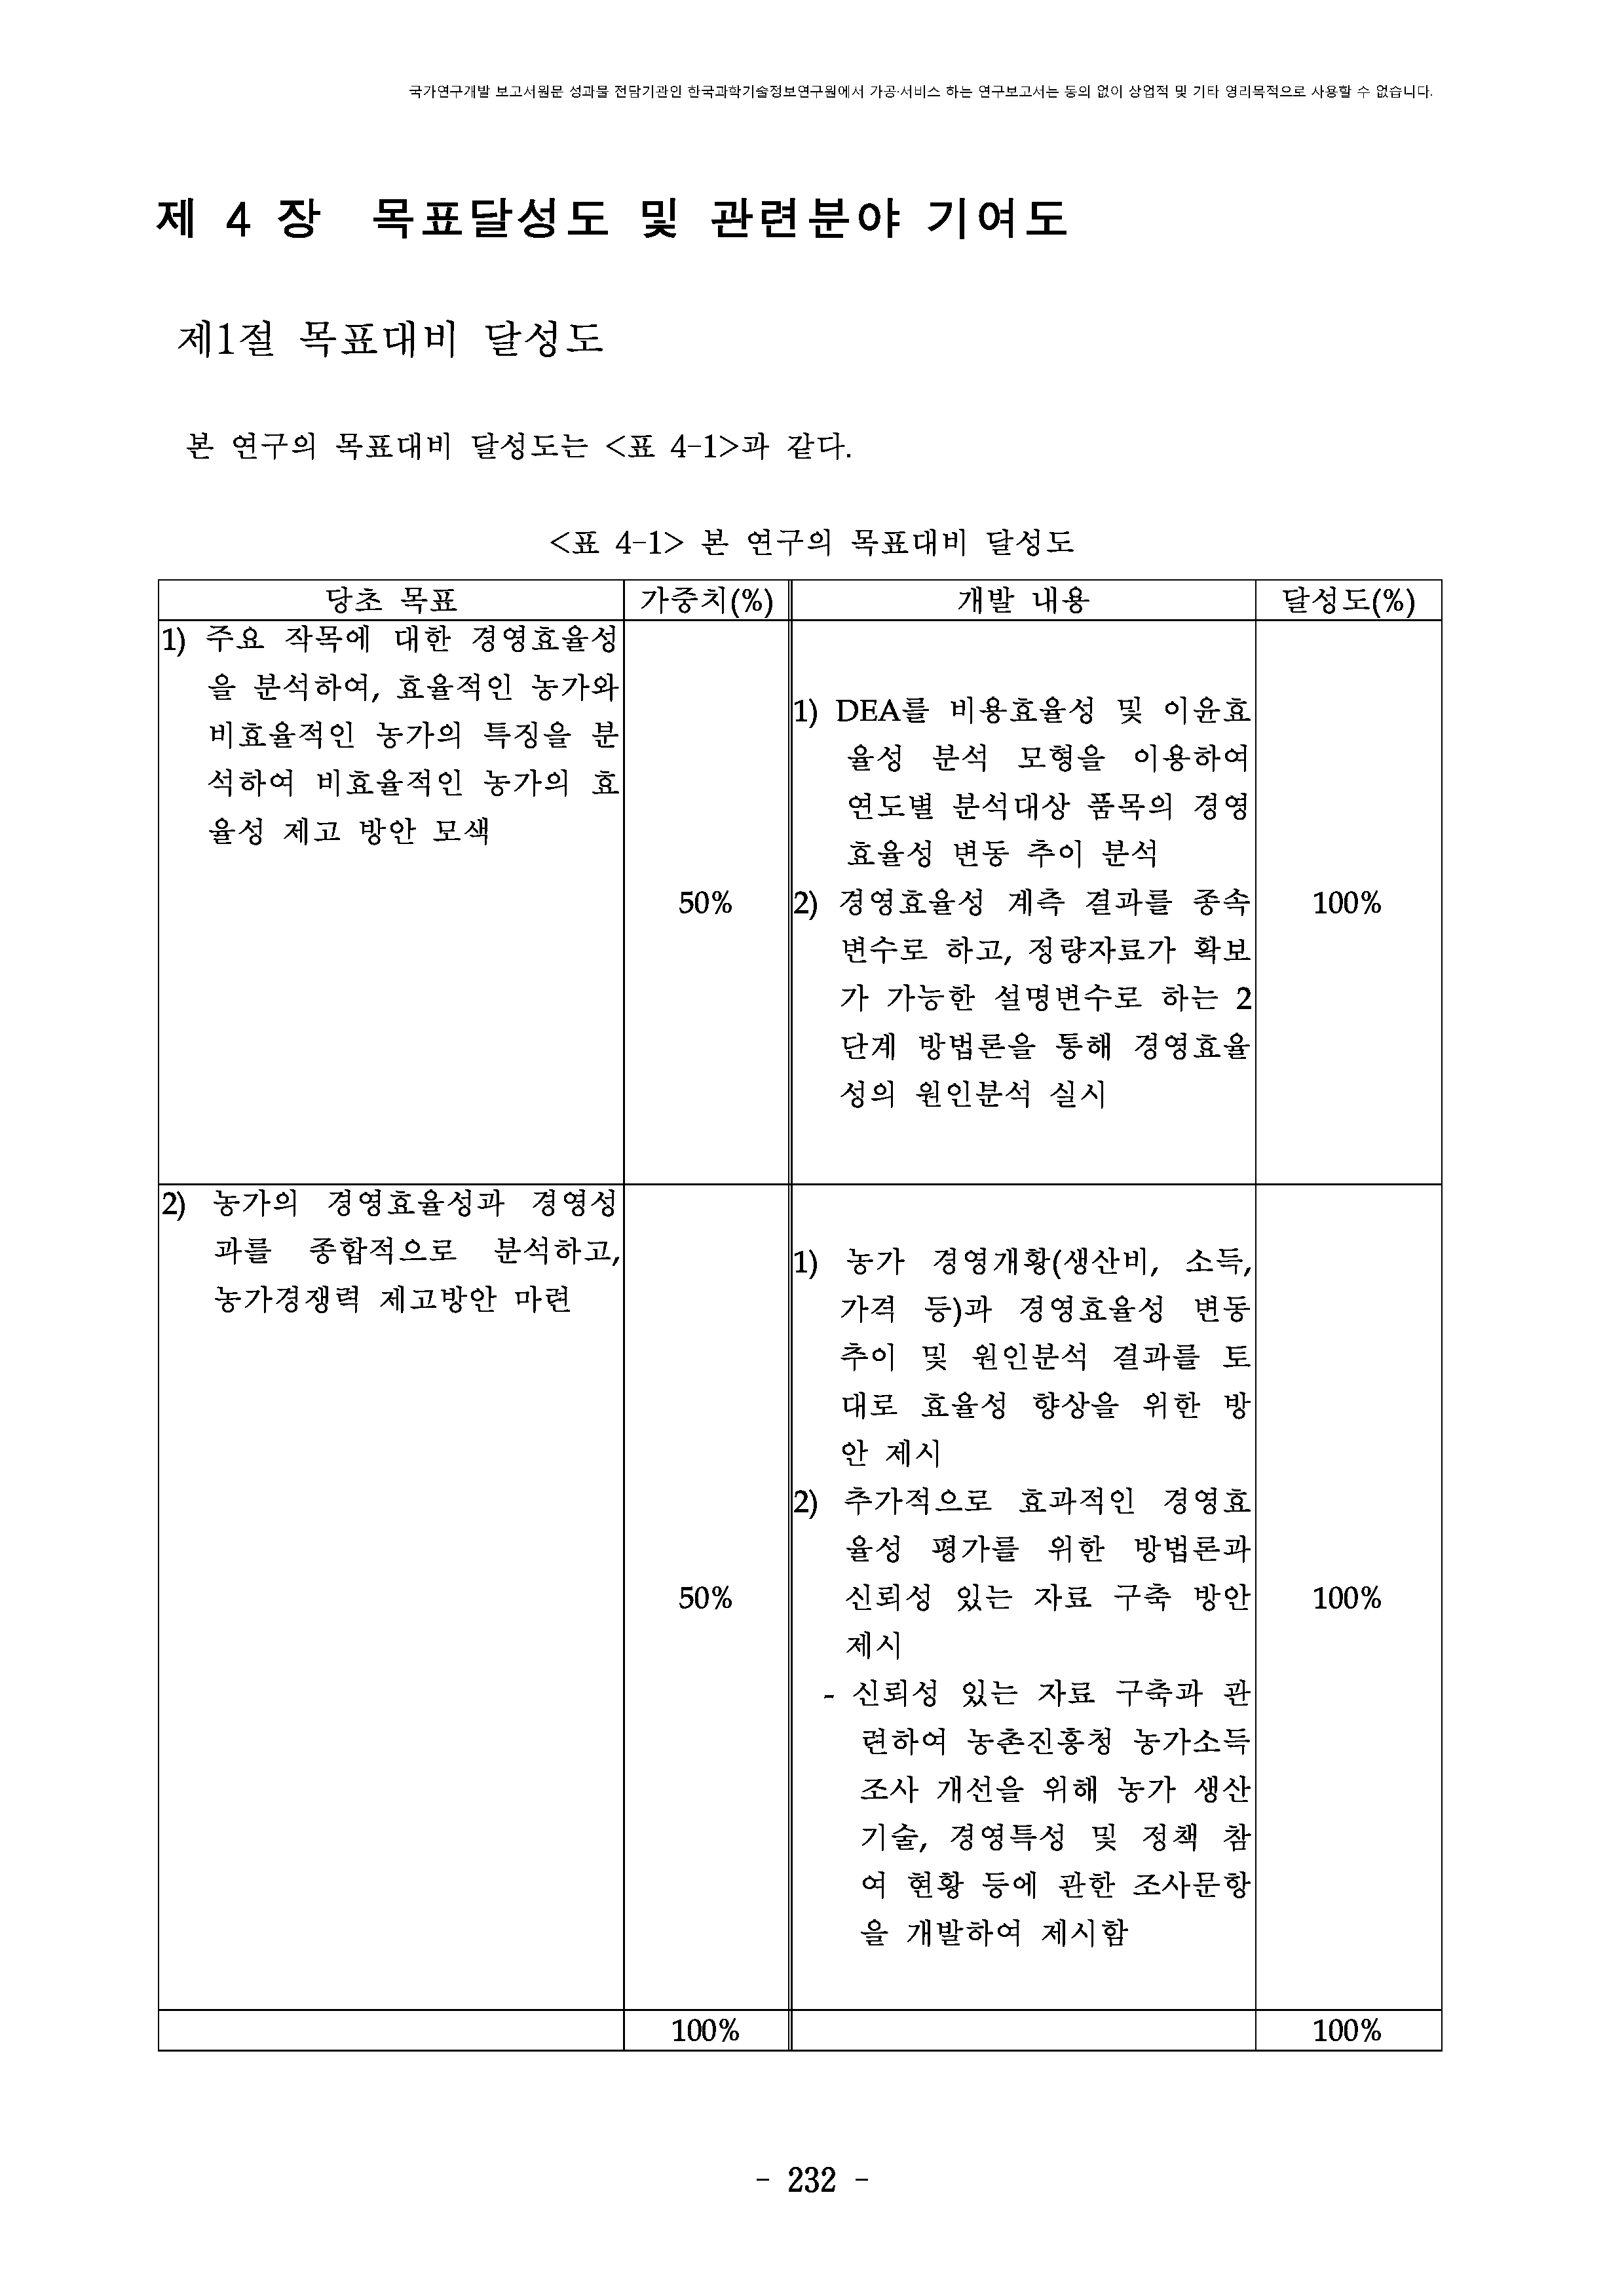 국가연구개발 보고서원문 성과물 전담기관인 한국과학기술정보연구원에서 가공·서비스 하는 연구보고서는 동의 없이 상업적 및 기타 영리목적으로 사용할 수 없습니다.
제 4 장 목표달성도 및 관련분야 기여도
제1절 목표대비 달성도
본 연구의 목표대비 달성도는 <표 4-1>과 같다.
<표 4-1> 본 연구의 목표대비 달성도
당초 목표 가중치(%) 개발 내용 달성도(%)
1) 주요 작목에 대한 경영효율성
을 분석하여, 효율적인 농가와
비효율적인 농가의 특징을 분
석하여 비효율적인 농가의 효
율성 제고 방안 모색
50%
1) DEA를 비용효율성 및 이윤효
율성 분석 모형을 이용하여
연도별 분석대상 품목의 경영
효율성 변동 추이 분석
2) 경영효율성 계측 결과를 종속
변수로 하고, 정량자료가 확보
가 가능한 설명변수로 하는 2
단계 방법론을 통해 경영효율
성의 원인분석 실시
100%
2) 농가의 경영효율성과 경영성
과를 종합적으로 분석하고,
농가경쟁력 제고방안 마련
50%
1) 농가 경영개황(생산비, 소득,
가격 등)과 경영효율성 변동
추이 및 원인분석 결과를 토
대로 효율성 향상을 위한 방
안 제시
2) 추가적으로 효과적인 경영효
율성 평가를 위한 방법론과
신뢰성 있는 자료 구축 방안
제시
- 신뢰성 있는 자료 구축과 관
련하여 농촌진흥청 농가소득
조사 개선을 위해 농가 생산
기술, 경영특성 및 정책 참
여 현황 등에 관한 조사문항
을 개발하여 제시함
100%
100% 100%
- 232 -